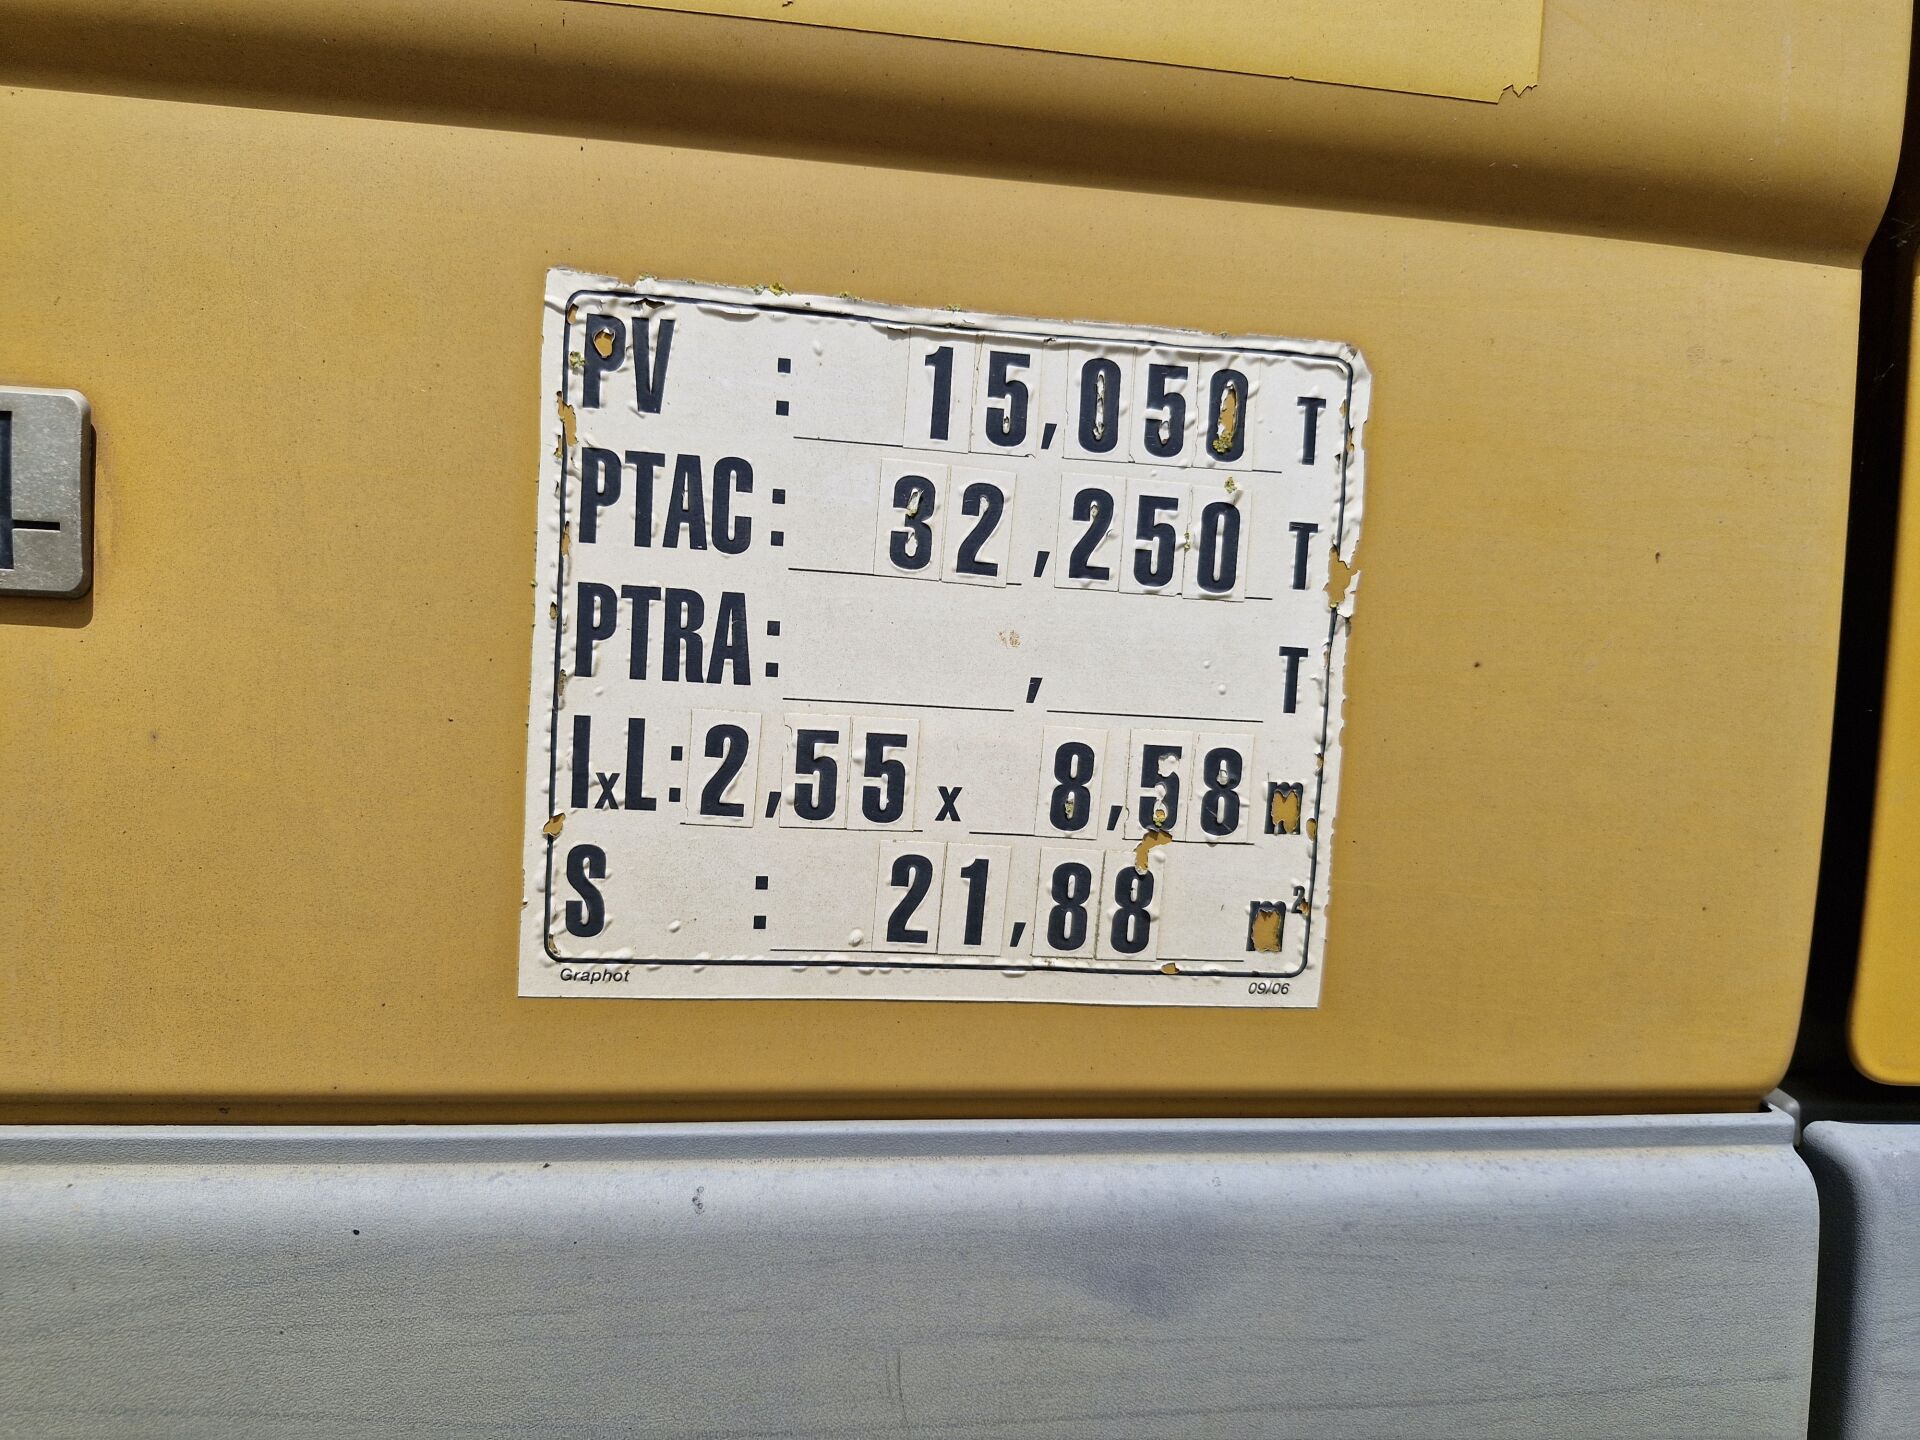 PV : 15,050 T
PTAC: 32,250 T
PTRA: , T
lxL: 2,55 x 8,58 m
S : 21,88 m²
Graphot 09/06